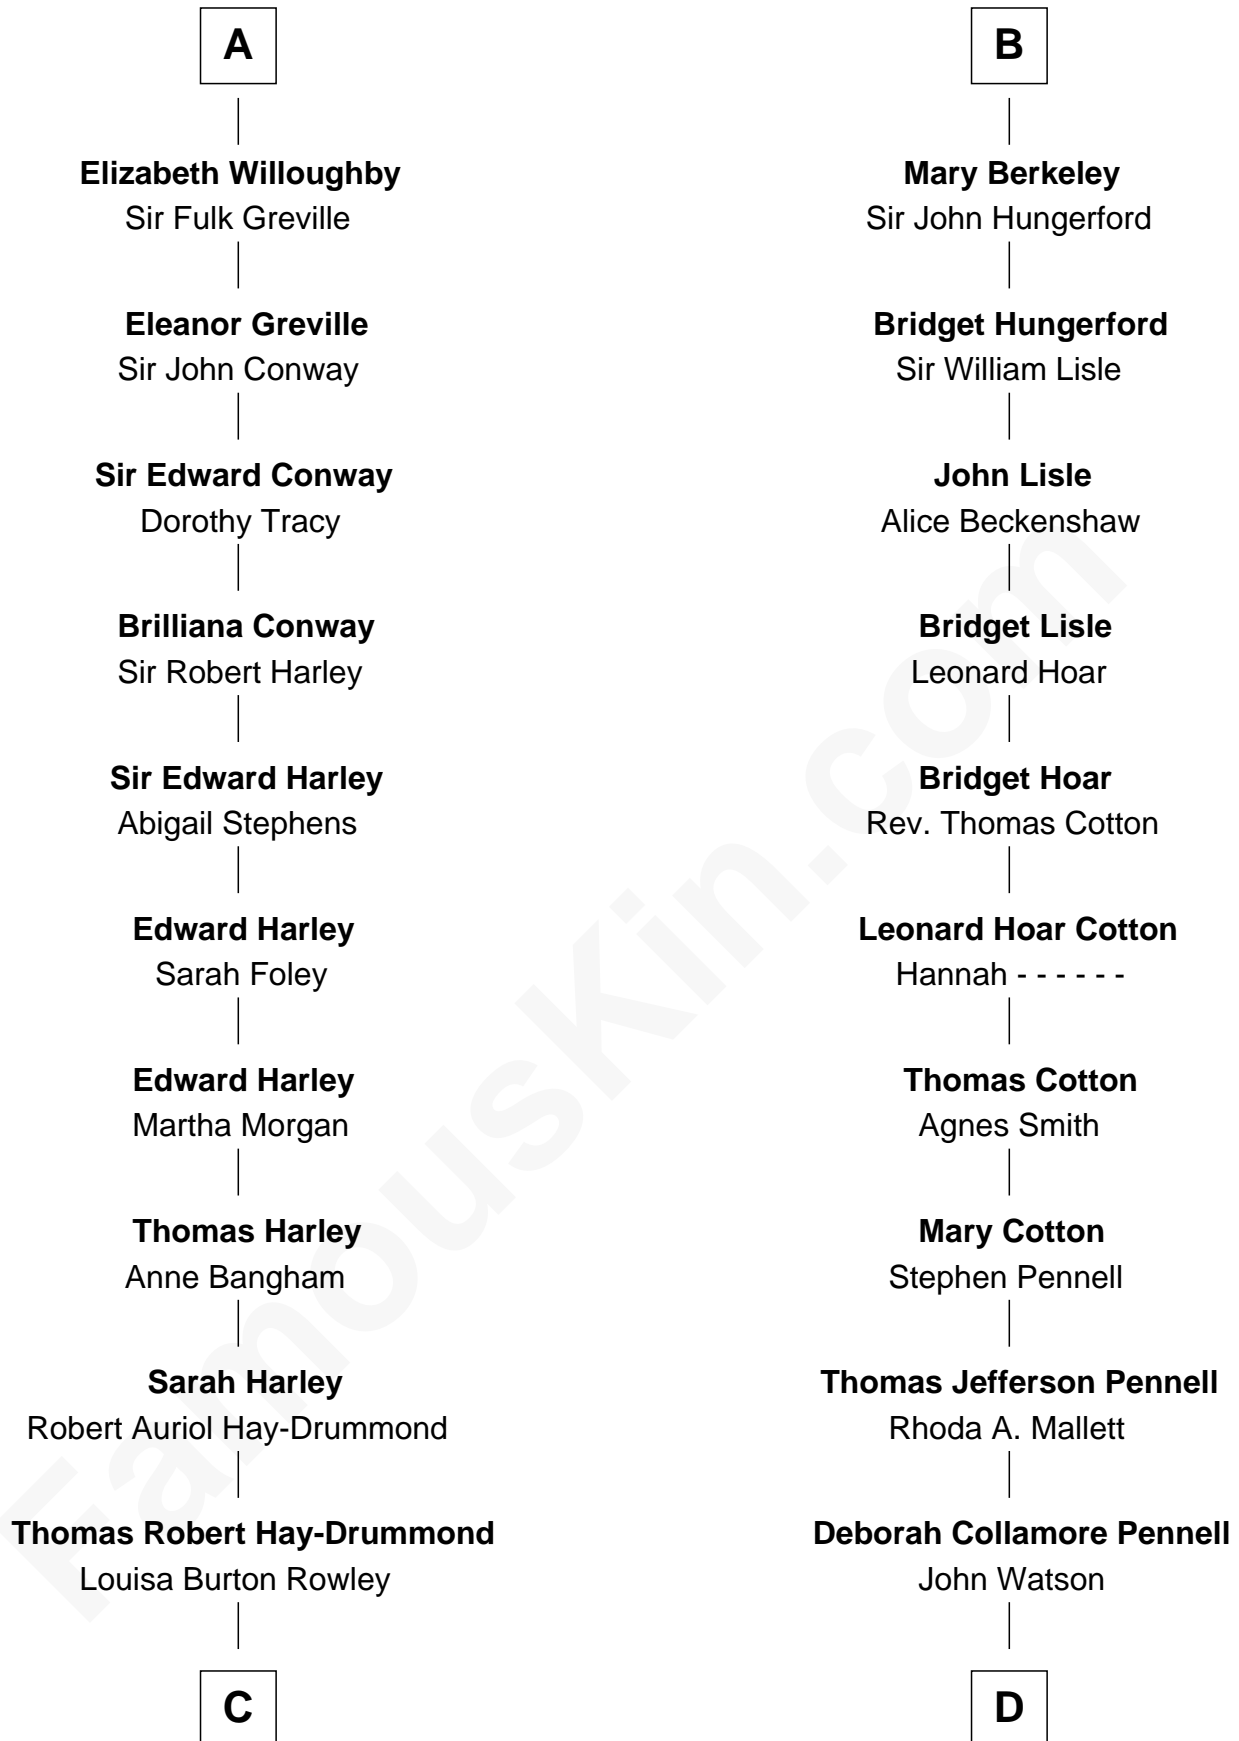 A
Elizabeth Willoughby
Sir Fulk Greville
Eleanor Greville
Sir John Conway
Sir Edward Conway
Dorothy Tracy
Brilliana Conway
Sir Robert Harley
Sir Edward Harley
Abigail Stephens
Edward Harley
Sarah Foley
Edward Harley
Martha Morgan
Thomas Harley
Anne Bangham
Sarah Harley
Robert Auriol Hay-Drummond
Thomas Robert Hay-Drummond
Louisa Burton Rowley
C
B
Mary Berkeley
Sir John Hungerford
Bridget Hungerford
Sir William Lisle
John Lisle
Alice Beckenshaw
Bridget Lisle
Leonard Hoar
Bridget Hoar
Rev. Thomas Cotton
Leonard Hoar Cotton
Hannah - - - - - -
Thomas Cotton
Agnes Smith
Mary Cotton
Stephen Pennell
Thomas Jefferson Pennell
Rhoda A. Mallett
Deborah Collamore Pennell
John Watson
D
FamousKin.com